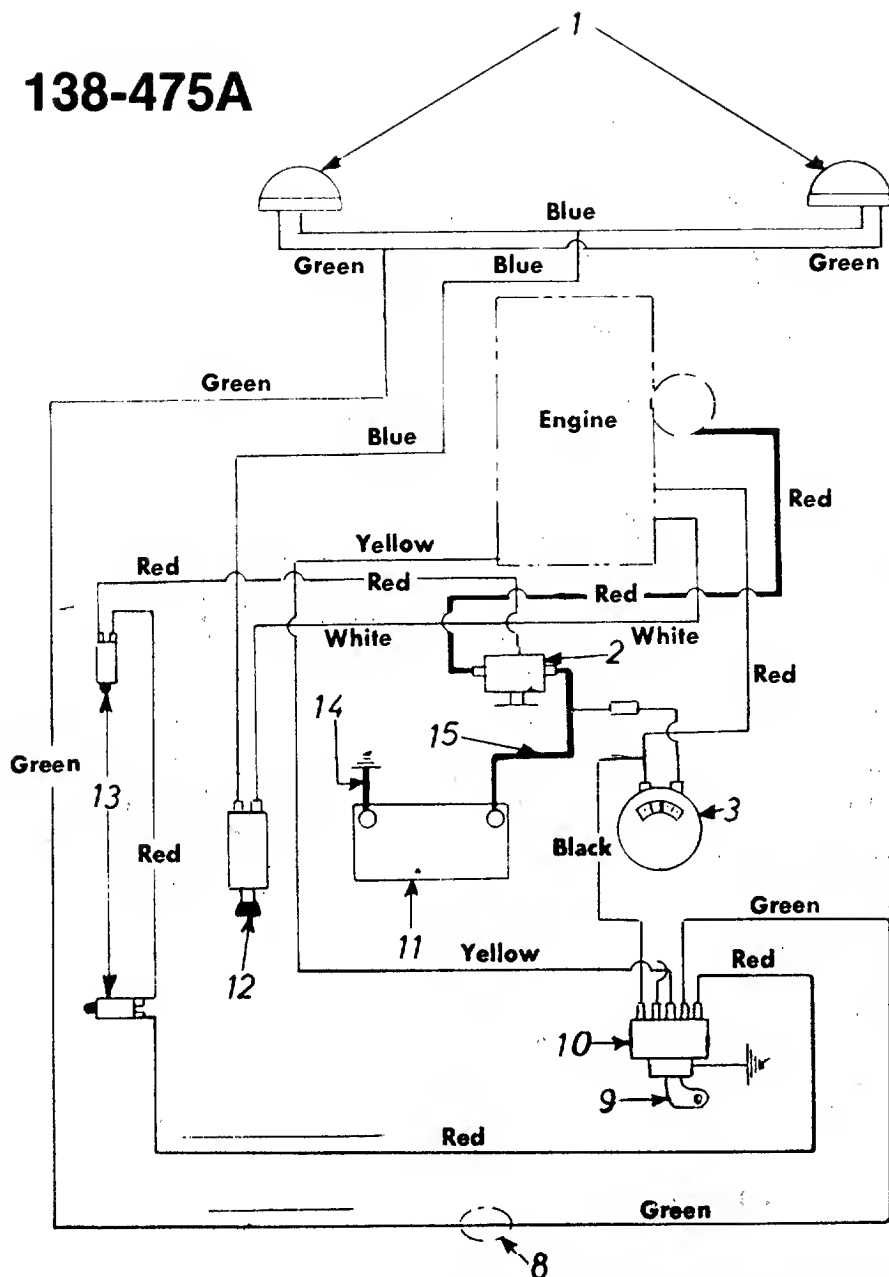 1
138-475A
Blue
Green
Blue
Green
Green
Engine
Blue
Red
Yellow
Red
Red
Red
White
White
2
14
Red
15
Green
13
3
Red
Black
11
Green
12
Yellow
Red
10
9
Red
Green
8